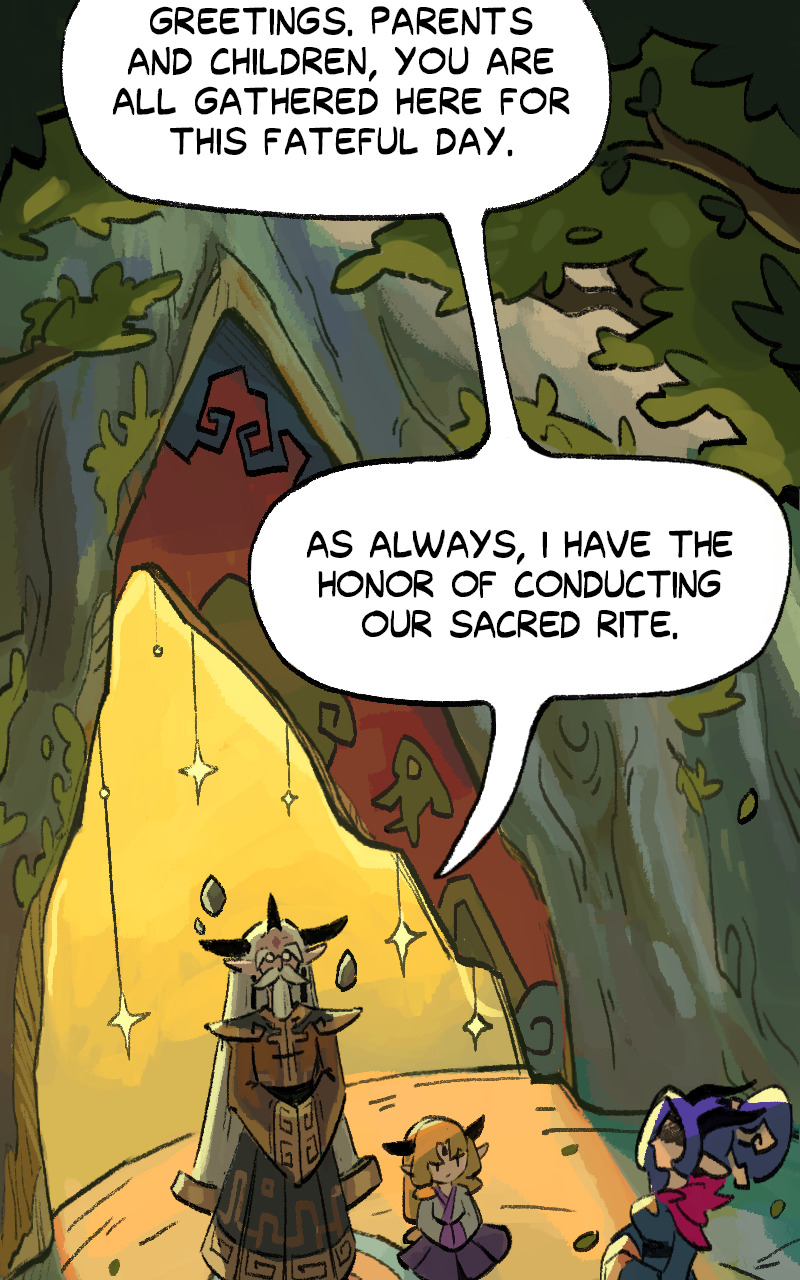 GREETINGS. PARENTS
AND CHILDREN, YOU ARE
ALL GATHERED HERE FOR
THIS FATEFUL DAY.
AS ALWAYS, I HAVE THE
HONOR OF CONDUCTING
OUR SACRED RITE.